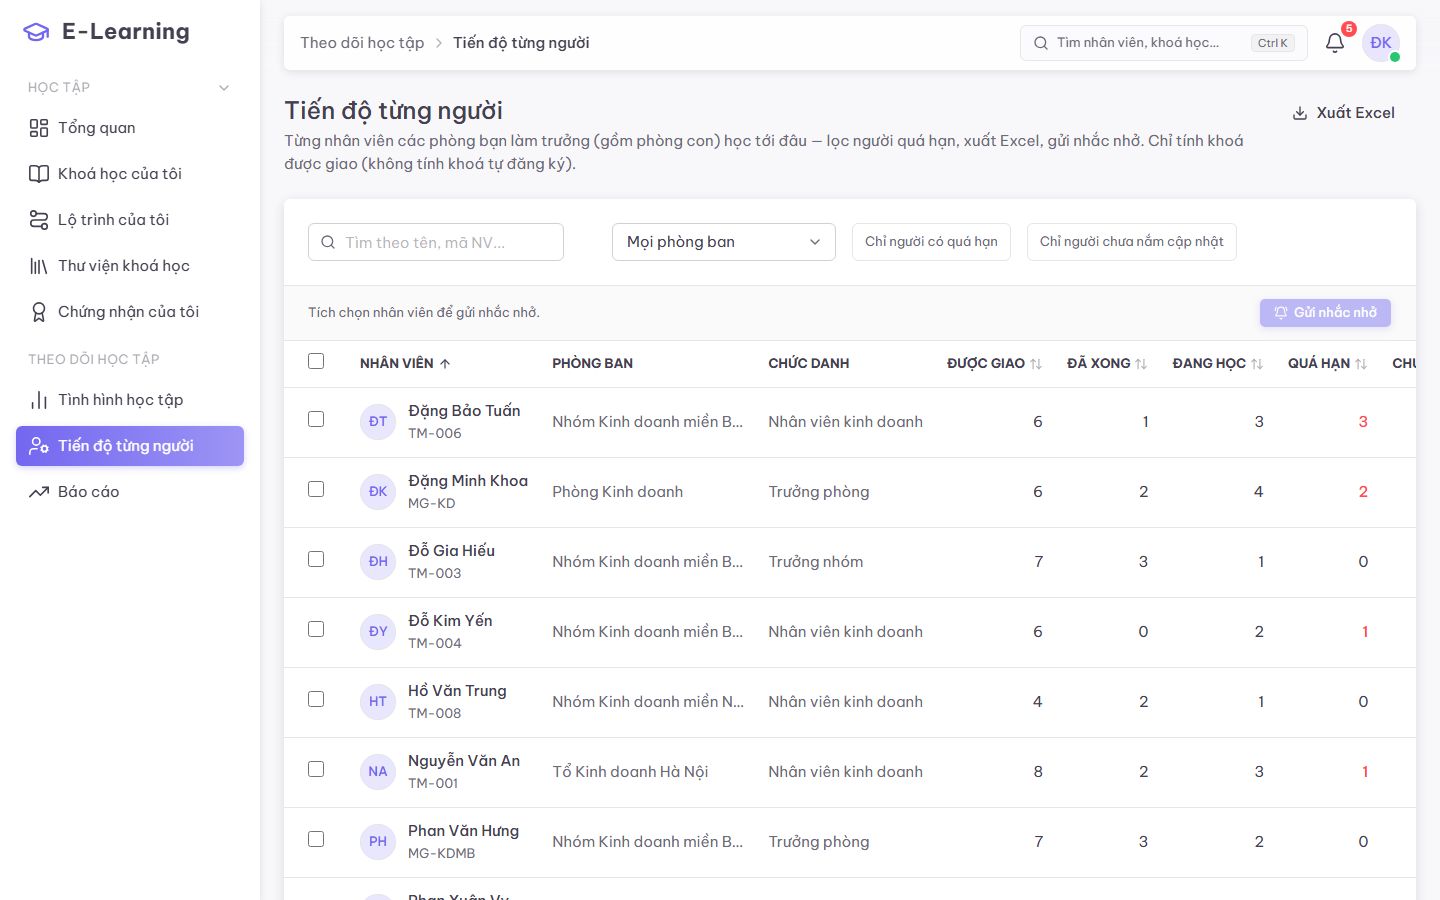 E-Learning
Theo dõi học tập > Tiến độ từng người
Tìm nhân viên, khoá học...
Ctrl K
5
ĐK
HỌC TẬP
Tổng quan
Khoá học của tôi
Lộ trình của tôi
Thư viện khoá học
Chứng nhận của tôi
THEO DÕI HỌC TẬP
Tình hình học tập
Tiến độ từng người
Báo cáo
Tiến độ từng người
Xuất Excel
Từng nhân viên các phòng bạn làm trưởng (gồm phòng con) học tới đâu — lọc người quá hạn, xuất Excel, gửi nhắc nhở. Chỉ tính khoá
được giao (không tính khoá tự đăng ký).
Tìm theo tên, mã NV...
Mọi phòng ban
Chỉ người có quá hạn
Chỉ người chưa nắm cập nhật
Tích chọn nhân viên để gửi nhắc nhở.
Gửi nhắc nhở
NHÂN VIÊN PHÒNG BAN CHỨC DANH ĐƯỢC GIAO ĐÃ XONG ĐANG HỌC QUÁ HẠN
ĐT Đặng Bảo Tuấn Nhóm Kinh doanh miền B... Nhân viên kinh doanh 6 1 3 3
TM-006
ĐK Đặng Minh Khoa Phòng Kinh doanh Trưởng phòng 6 2 4 2
MG-KD
ĐH Đỗ Gia Hiếu Nhóm Kinh doanh miền B... Trưởng nhóm 7 3 1 0
TM-003
ĐY Đỗ Kim Yến Nhóm Kinh doanh miền B... Nhân viên kinh doanh 6 0 2 1
TM-004
HT Hồ Văn Trung Nhóm Kinh doanh miền N... Nhân viên kinh doanh 4 2 1 0
TM-008
NA Nguyễn Văn An Tổ Kinh doanh Hà Nội Nhân viên kinh doanh 8 2 3 1
TM-001
PH Phan Văn Hưng Nhóm Kinh doanh miền B... Trưởng phòng 7 3 2 0
MG-KDMB